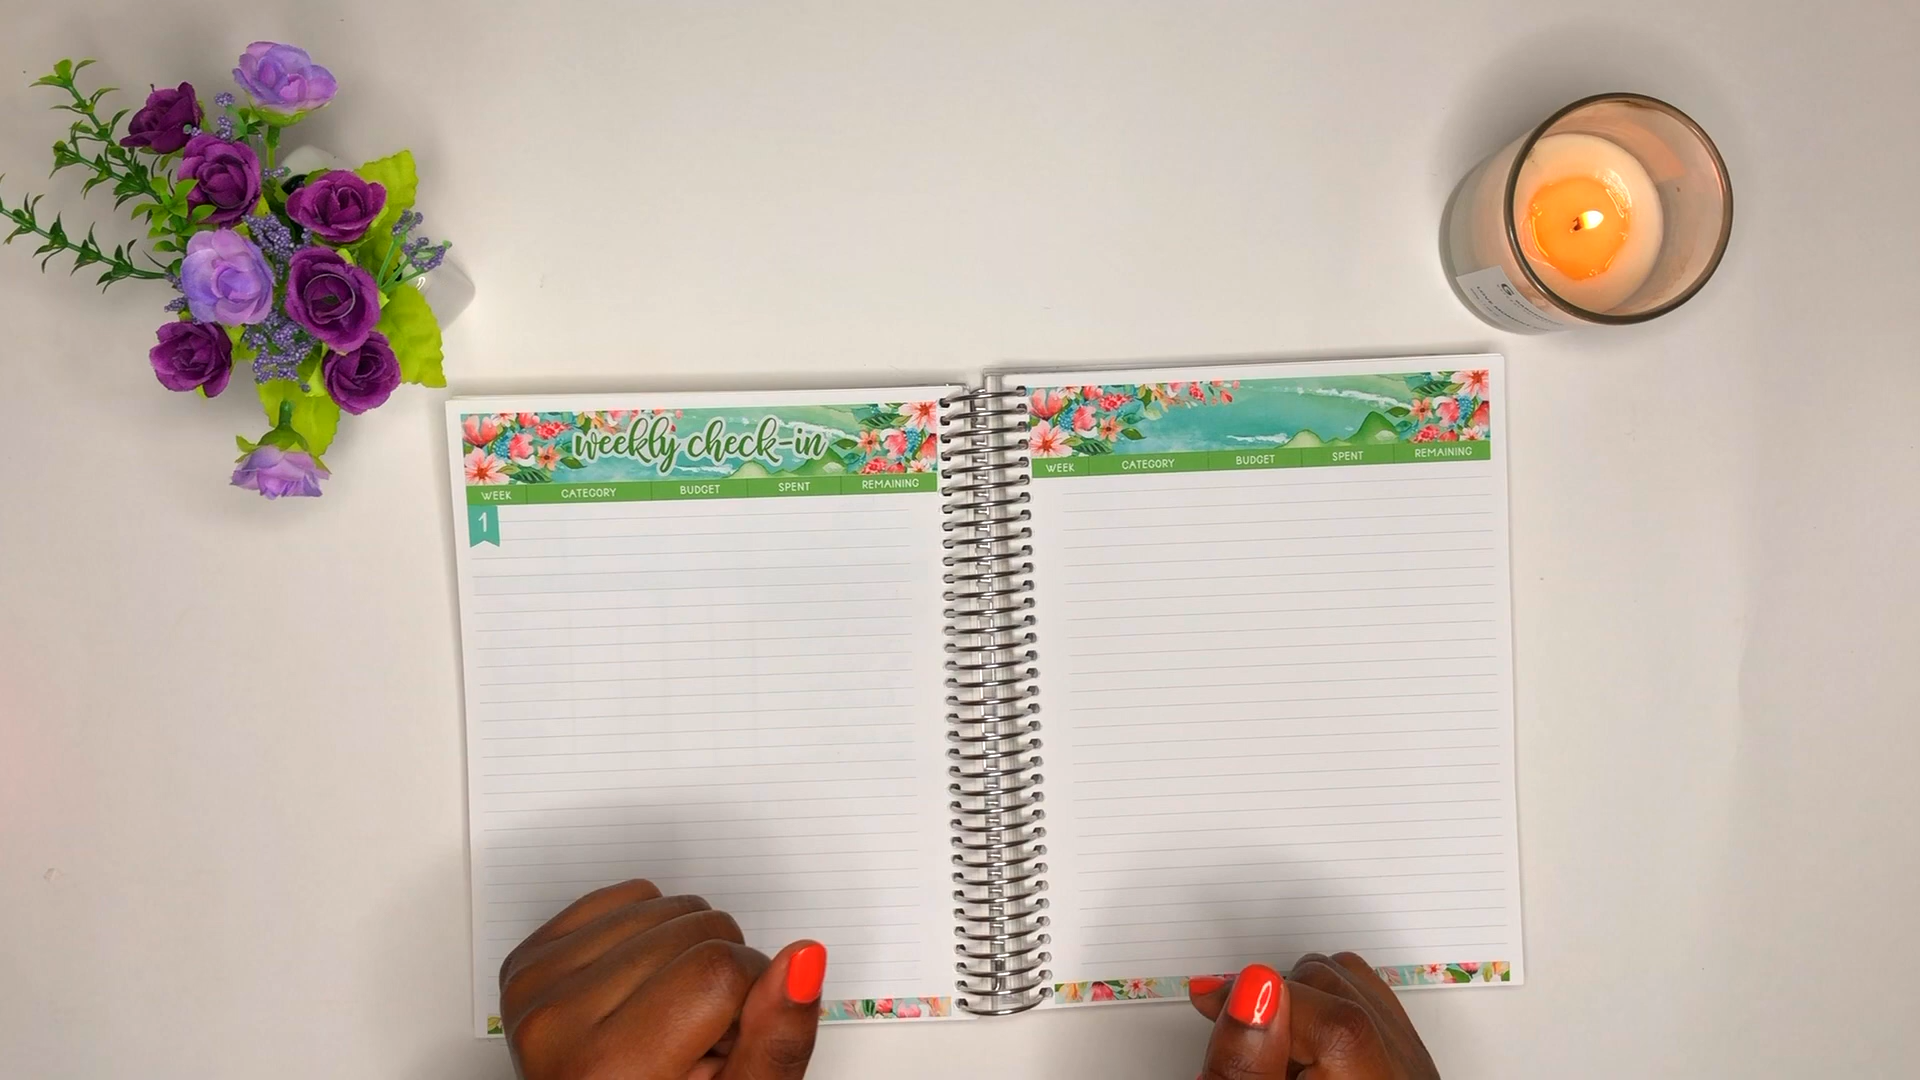 weekly check-in
WEEK CATEGORY BUDGET SPENT REMAINING
1
WEEK CATEGORY BUDGET SPENT REMAINING